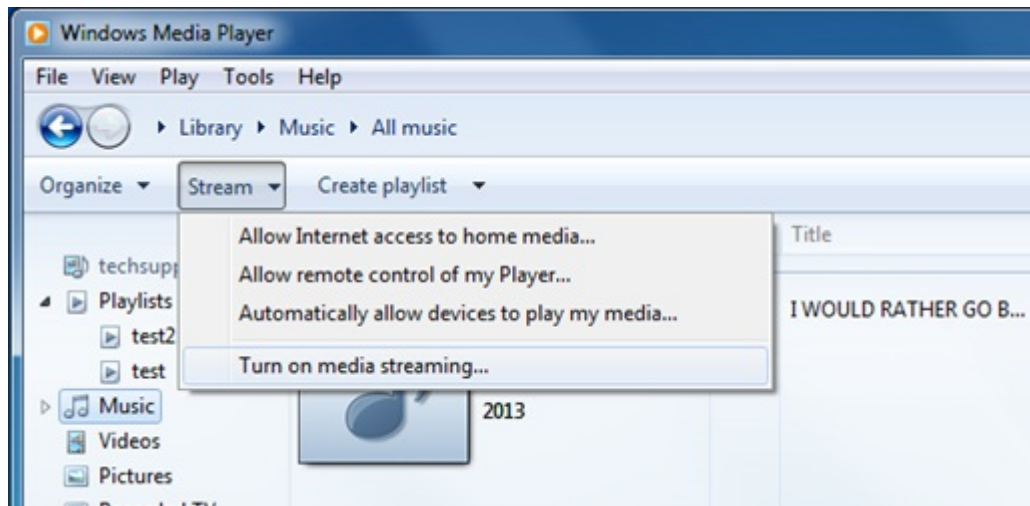 Windows Media Player
File View Play Tools Help
Library Music All music
Organize Stream Create playlist
Allow Internet access to home media...
Title
Allow remote control of my Player...
Automatically allow devices to play my media...
I WOULD RATHER GO B...
Turn on media streaming...
Playlists
test2
test
Music
2013
Videos
Pictures